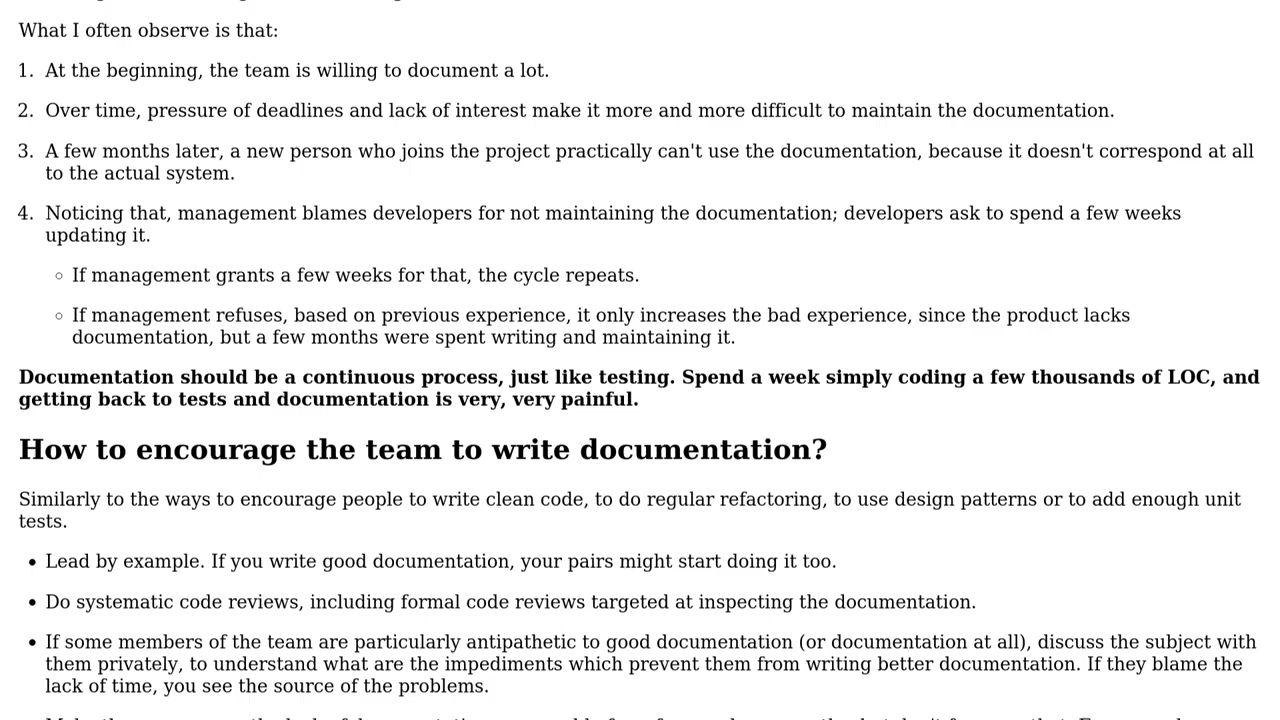 What I often observe is that:
1. At the beginning, the team is willing to document a lot.
2. Over time, pressure of deadlines and lack of interest make it more and more difficult to maintain the documentation.
3. A few months later, a new person who joins the project practically can't use the documentation, because it doesn't correspond at all
to the actual system.
4. Noticing that, management blames developers for not maintaining the documentation; developers ask to spend a few weeks
updating it.
◦ If management grants a few weeks for that, the cycle repeats.
◦ If management refuses, based on previous experience, it only increases the bad experience, since the product lacks
documentation, but a few months were spent writing and maintaining it.
Documentation should be a continuous process, just like testing. Spend a week simply coding a few thousands of LOC, and
getting back to tests and documentation is very, very painful.
How to encourage the team to write documentation?
Similarly to the ways to encourage people to write clean code, to do regular refactoring, to use design patterns or to add enough unit
tests.
• Lead by example. If you write good documentation, your pairs might start doing it too.
• Do systematic code reviews, including formal code reviews targeted at inspecting the documentation.
• If some members of the team are particularly antipathetic to good documentation (or documentation at all), discuss the subject with
them privately, to understand what are the impediments which prevent them from writing better documentation. If they blame the
lack of time, you see the source of the problems.